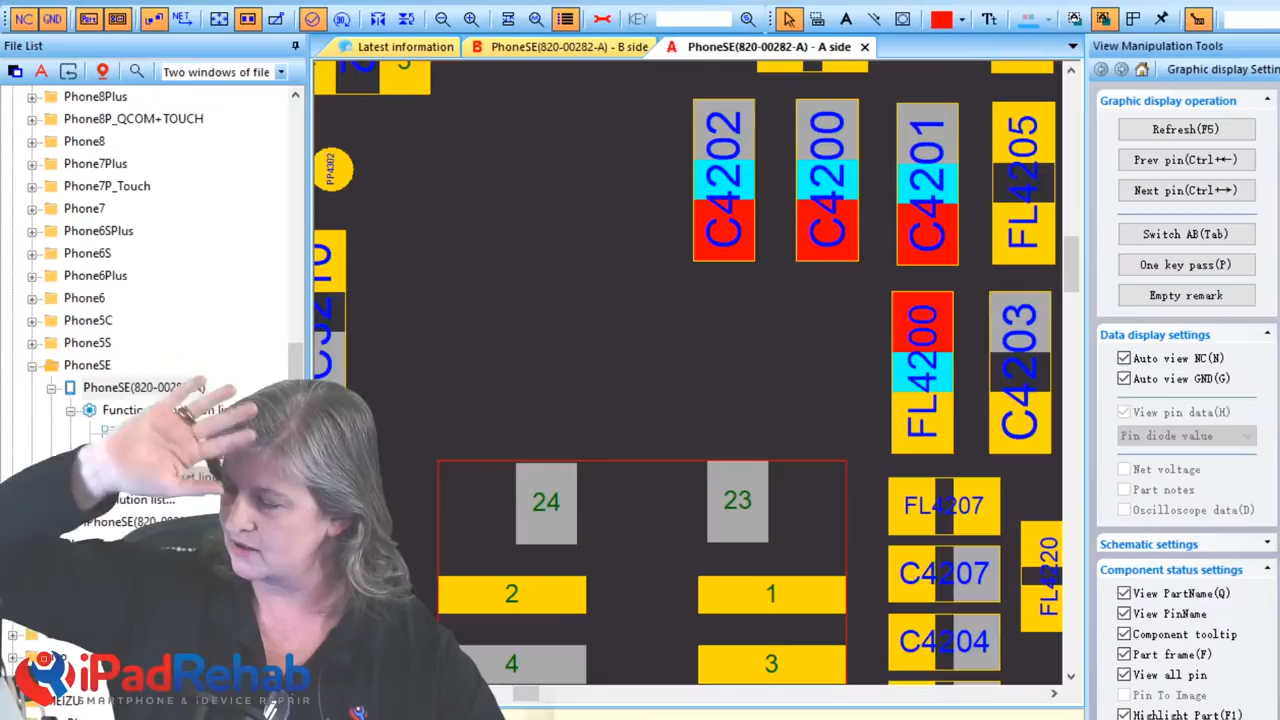 NC GND NET 90 KEY A Tt
File List
Latest information
B PhoneSE(820-00282-A) - B side
A PhoneSE(820-00282-A) - A side
View Manipulation Tools
A Two windows of file
Graphic display Settin
Phone8Plus
Phone8P_QCOM+TOUCH
Phone8
Phone7Plus
Phone7P_Touch
Phone7
Phone6SPlus
Phone6S
Phone6Plus
Phone6
Phone5C
Phone5S
PhoneSE
PhoneSE(820-0028
Functi
PP4302
C4202
C4200
C4201
FL4205
FL4200
C4203
24
23
FL4207
2
1
C4207
FL4220
C4204
4
3
Graphic display operation
Refresh(F5)
Prev pin(Ctrl+←)
Next pin(Ctrl+→)
Switch AB(Tab)
One key pass(P)
Empty remark
Data display settings
Auto view NC(N)
Auto view GND(G)
View pin data(M)
Pin diode value
Net voltage
Part notes
Oscilloscope data(D)
Schematic settings
Component status settings
View PartName(Q)
View PinName
Component tooltip
Part frame(F)
View all pin
Pin To Image
Highlight Part(F1)
iPadRehab
SMARTPHONE & iDEVICE REPAIR
MEIZU